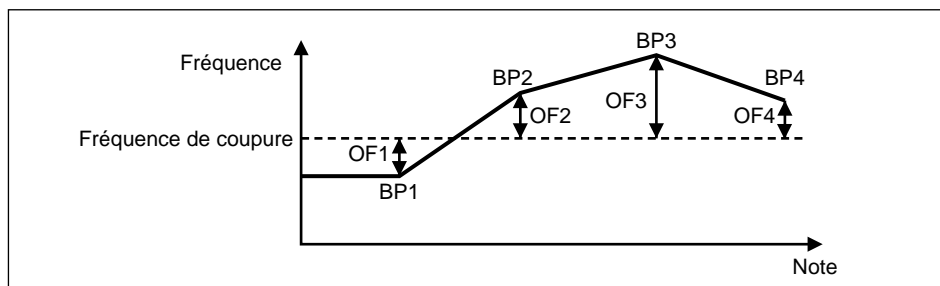 BP3
Fréquence
BP2
BP4
OF3
OF2
OF4
Fréquence de coupure
OF1
BP1
Note